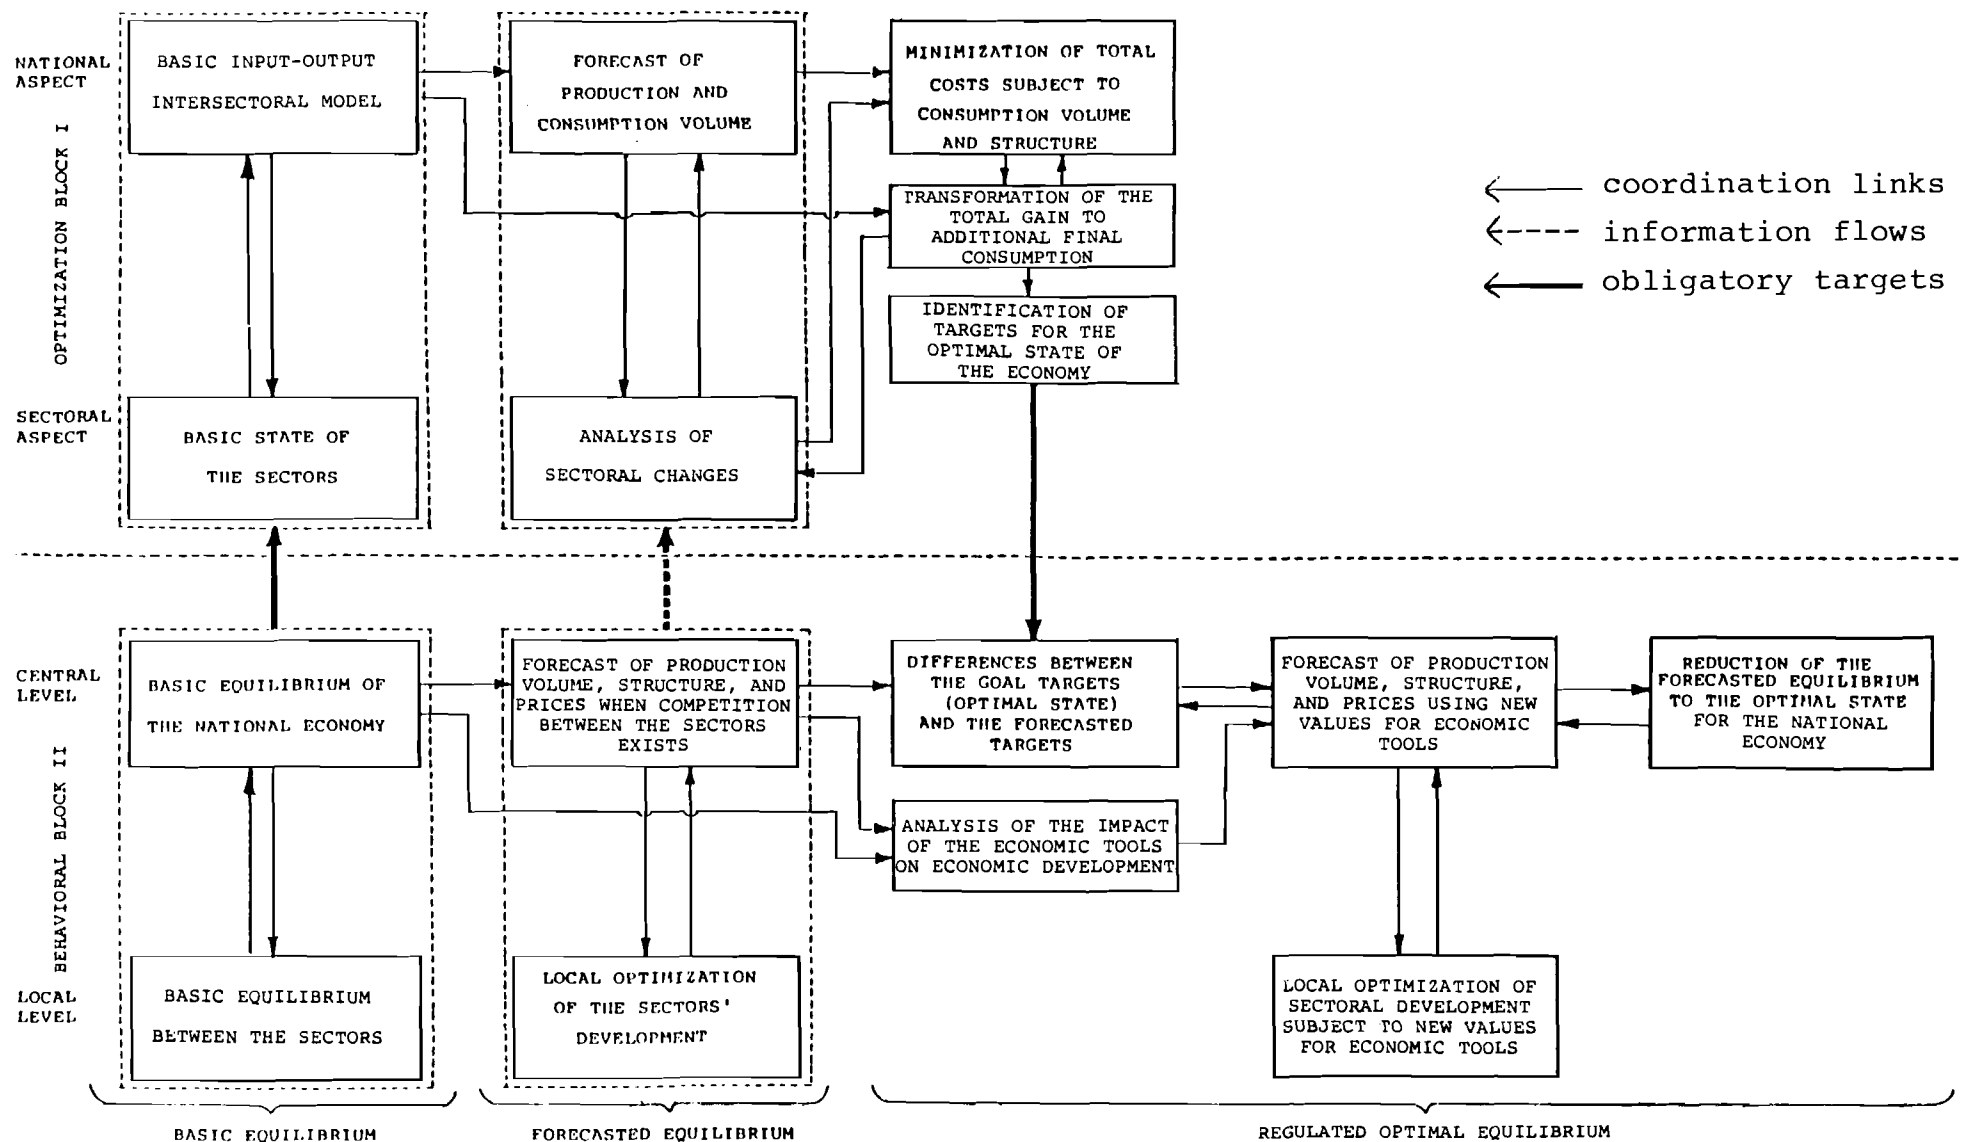 NATIONAL
ASPECT
OPTIMIZATION BLOCK I
SECTORAL
ASPECT
BASIC INPUT-OUTPUT
INTERSECTORAL MODEL
BASIC STATE OF
THE SECTORS
FORECAST OF
PRODUCTION AND
CONSUMPTION VOLUME
ANALYSIS OF
SECTORAL CHANGES
MINIMIZATION OF TOTAL
COSTS SUBJECT TO
CONSUMPTION VOLUME
AND STRUCTURE
TRANSFORMATION OF THE
TOTAL GAIN TO
ADDITIONAL FINAL
CONSUMPTION
IDENTIFICATION OF
TARGETS FOR THE
OPTIMAL STATE OF
THE ECONOMY
coordination links
information flows
obligatory targets
CENTRAL
LEVEL
BEHAVIORAL BLOCK II
LOCAL
LEVEL
BASIC EQUILIBRIUM OF
THE NATIONAL ECONOMY
BASIC EQUILIBRIUM
BETWEEN THE SECTORS
FORECAST OF PRODUCTION
VOLUME, STRUCTURE, AND
PRICES WHEN COMPETITION
BETWEEN THE SECTORS
EXISTS
LOCAL OPTIMIZATION
OF THE SECTORS'
DEVELOPMENT
DIFFERENCES BETWEEN
THE GOAL TARGETS
(OPTIMAL STATE)
AND THE FORECASTED
TARGETS
ANALYSIS OF THE IMPACT
OF THE ECONOMIC TOOLS
ON ECONOMIC DEVELOPMENT
FORECAST OF PRODUCTION
VOLUME, STRUCTURE,
AND PRICES USING NEW
VALUES FOR ECONOMIC
TOOLS
LOCAL OPTIMIZATION OF
SECTORAL DEVELOPMENT
SUBJECT TO NEW VALUES
FOR ECONOMIC TOOLS
REDUCTION OF THE
FORECASTED EQUILIBRIUM
TO THE OPTIMAL STATE
FOR THE NATIONAL
ECONOMY
BASIC EQUILIBRIUM
FORECASTED EQUILIBRIUM
REGULATED OPTIMAL EQUILIBRIUM